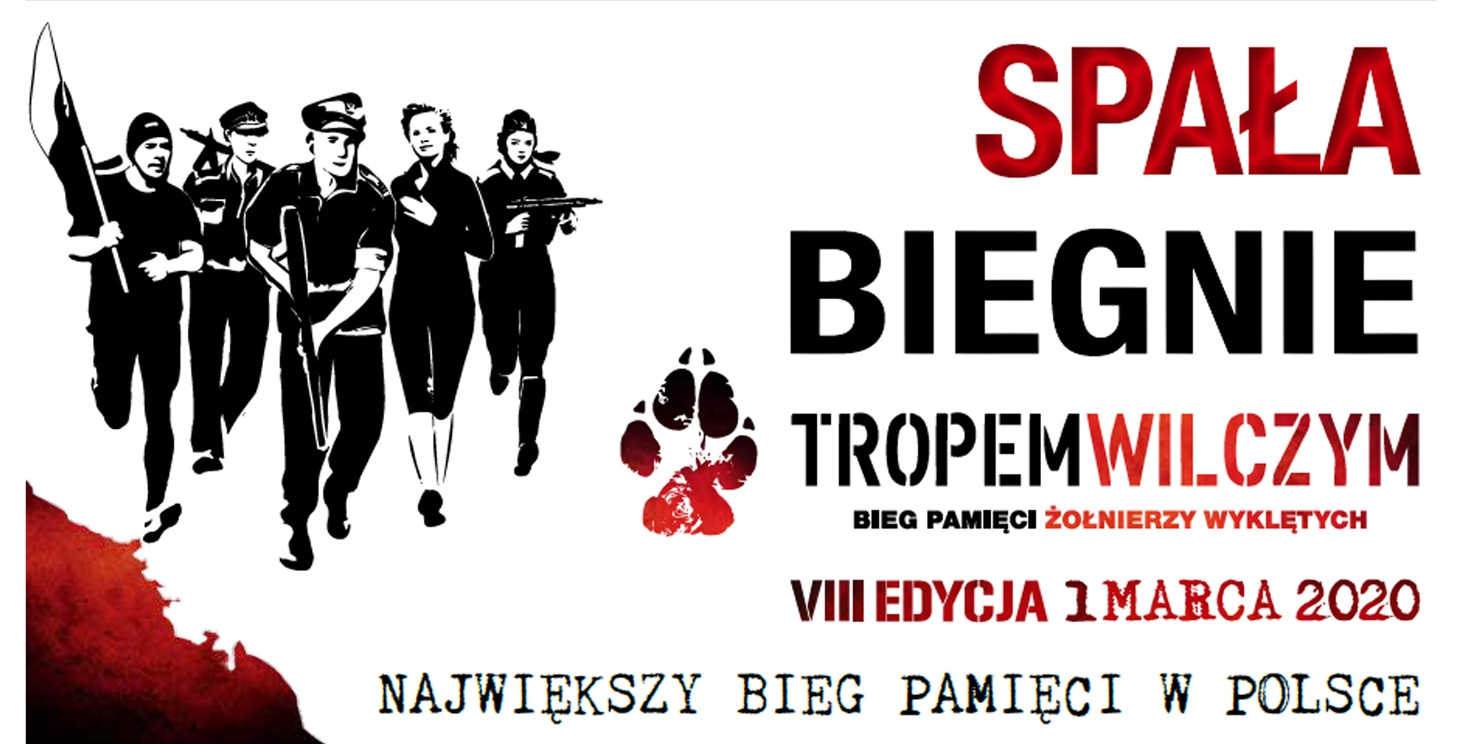 SPAŁA
BIEGNIE
TROPEMWILCZYM
BIEG PAMIĘCI ŻOŁNIERZY WYKLĘTYCH
VIII EDYCJA 1 MARCA 2020
NAJWIĘKSZY BIEG PAMIĘCI W POLSCE